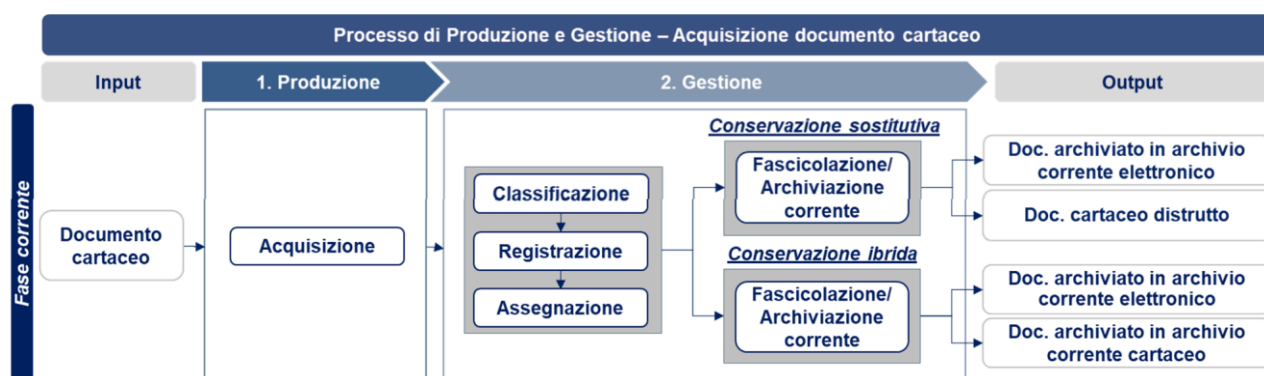 Processo di Produzione e Gestione – Acquisizione documento cartaceo
Input
1. Produzione
2. Gestione
Output
Fase corrente
Documento
cartaceo
Acquisizione
Classificazione
Registrazione
Assegnazione
Conservazione sostitutiva
Fascicolazione/
Archiviazione
corrente
Conservazione ibrida
Fascicolazione/
Archiviazione
corrente
Doc. archiviato in archivio
corrente elettronico
Doc. cartaceo distrutto
Doc. archiviato in archivio
corrente elettronico
Doc. archiviato in archivio
corrente cartaceo